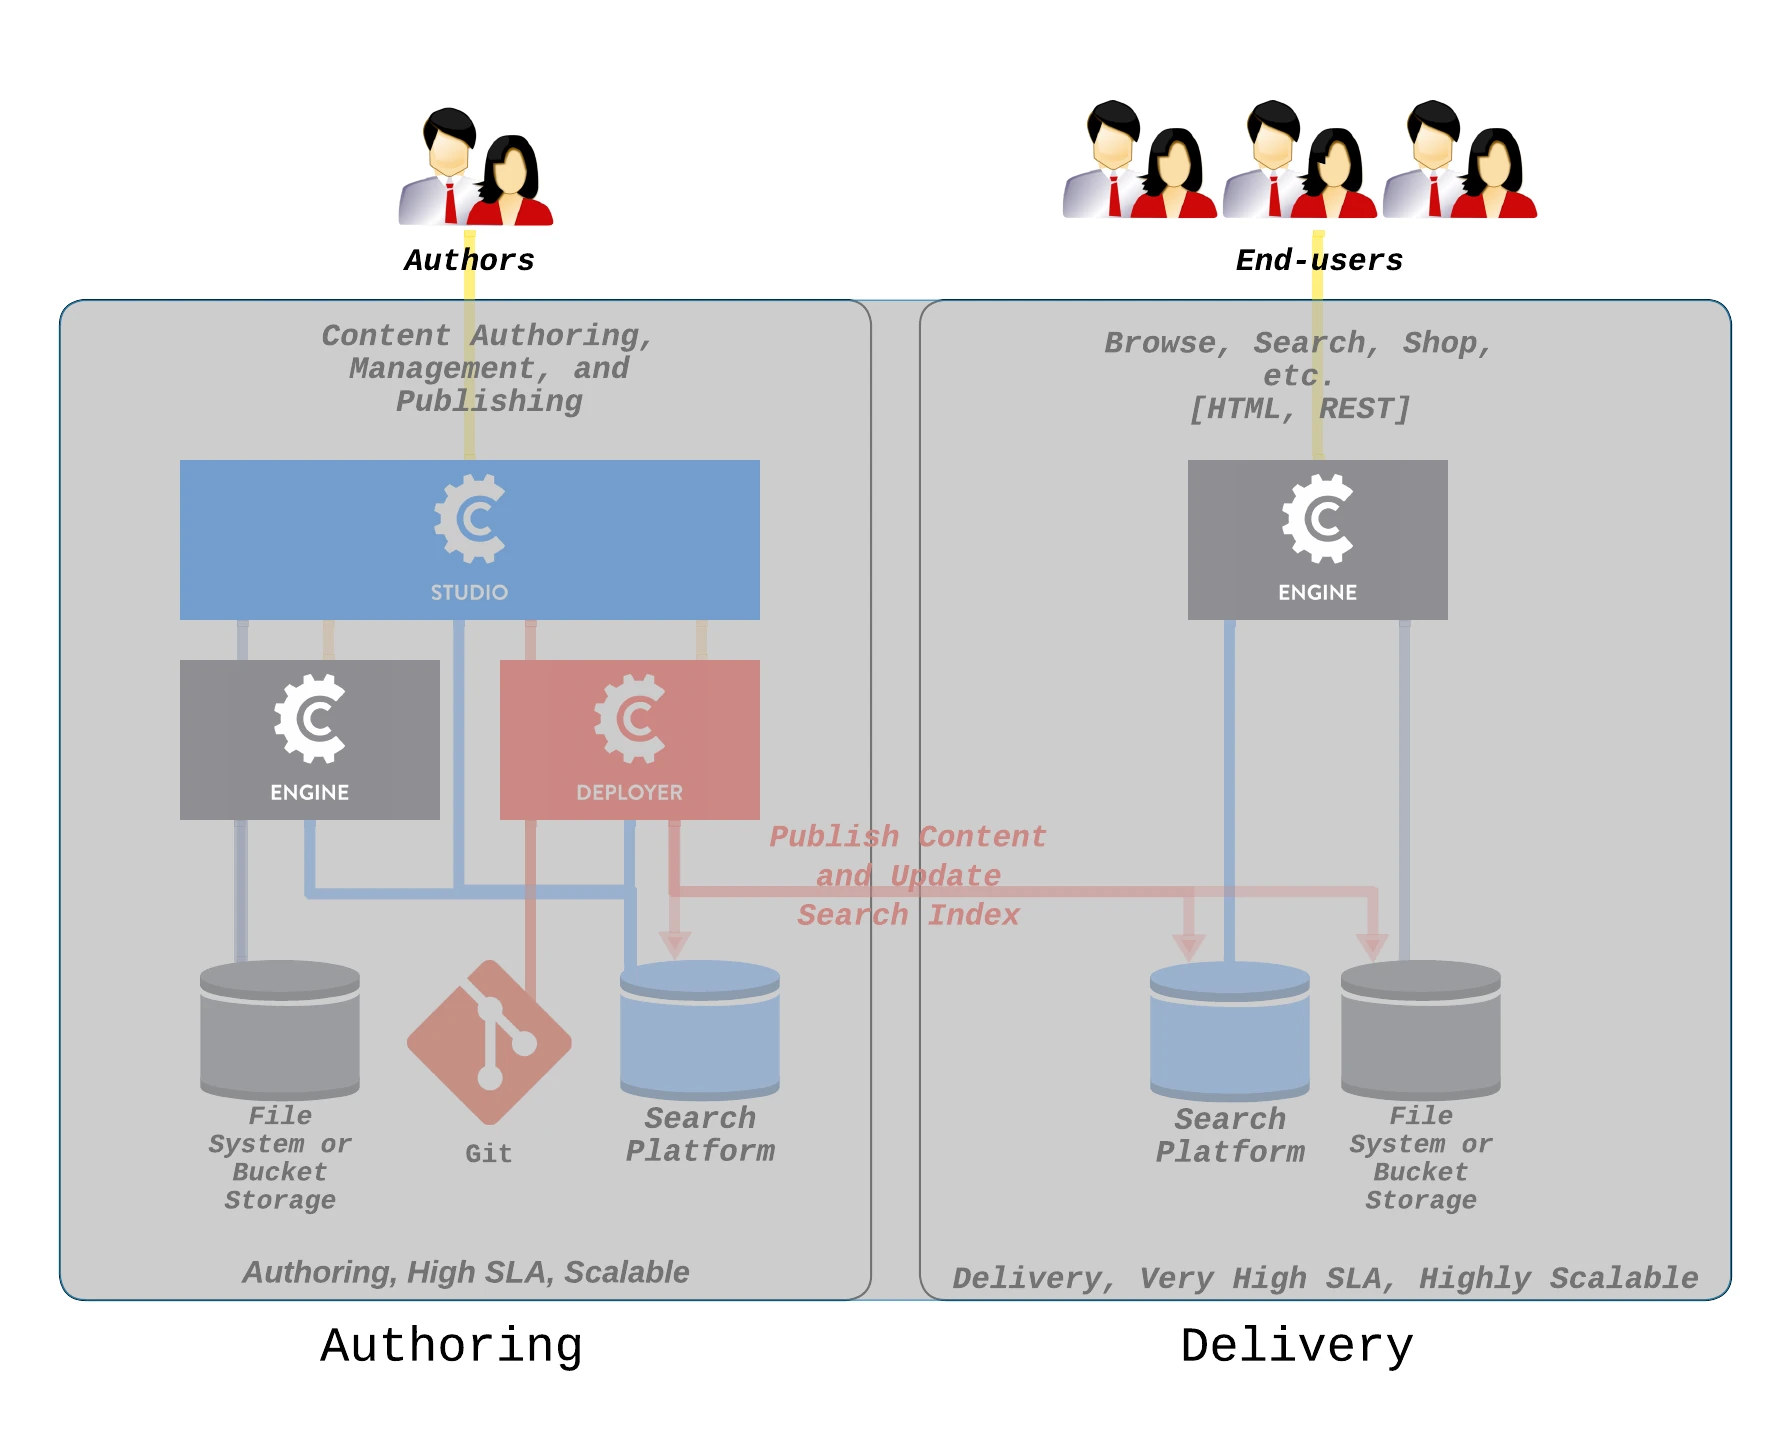 Authors
End-users
Content Authoring,
Management, and
Publishing
Browse, Search, Shop,
etc.
[HTML, REST]
STUDIO
ENGINE
ENGINE
DEPLOYER
Publish Content
and Update
Search Index
File
System or
Bucket
Storage
Git
Search
Platform
Search
Platform
File
System or
Bucket
Storage
Authoring, High SLA, Scalable
Delivery, Very High SLA, Highly Scalable
Authoring
Delivery